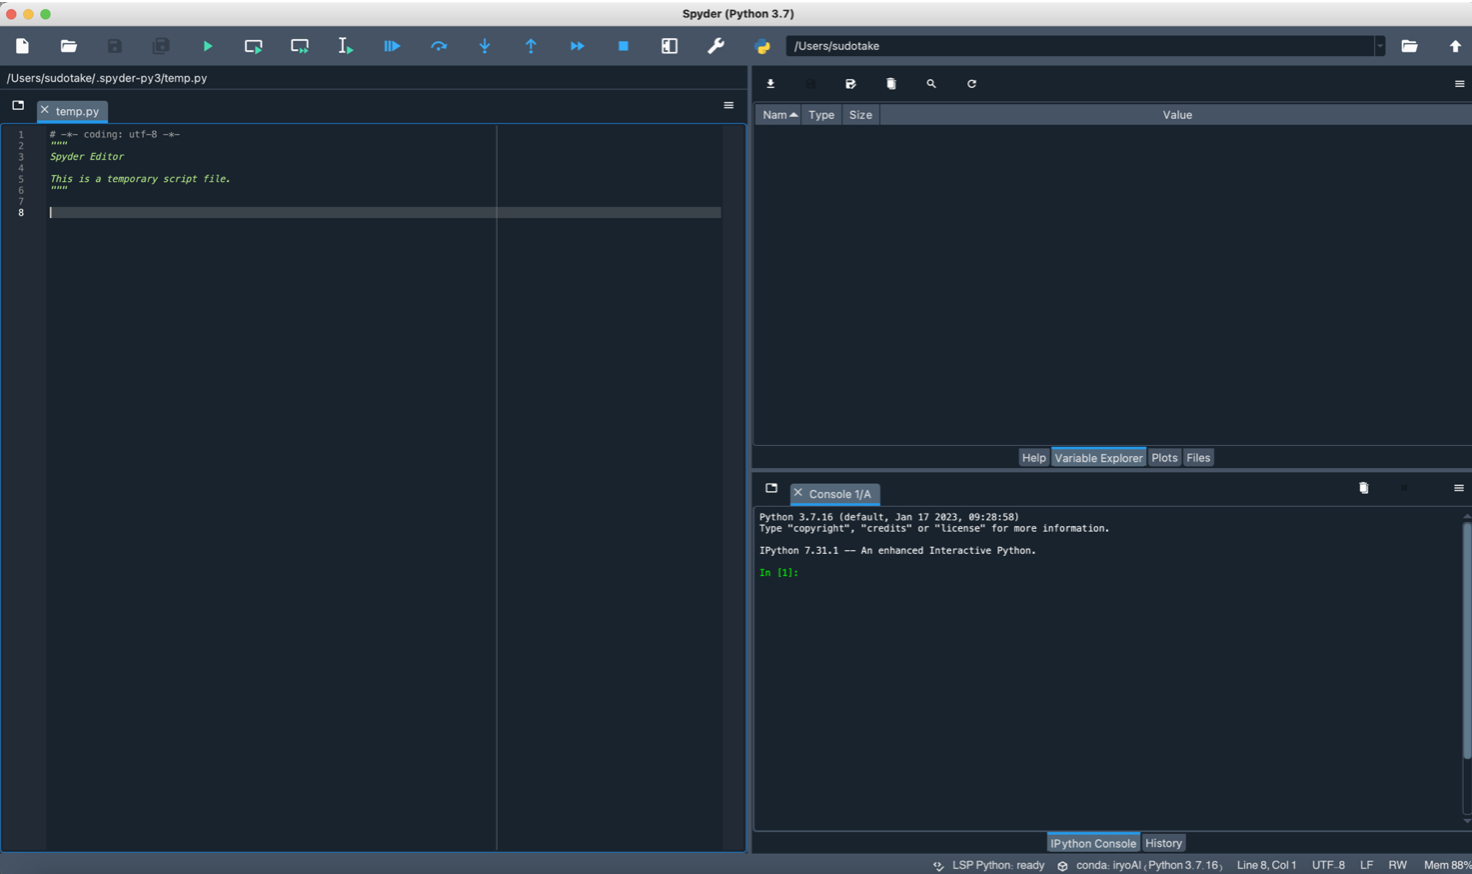 Spyder (Python 3.7)
/Users/sudotake
/Users/sudotake/.spyder-py3/temp.py
temp.py
1 # -*- coding: utf-8 -*-
2 """
3 Spyder Editor
4
5 This is a temporary script file.
6 """
7
8
Nam Type Size Value
Help Variable Explorer Plots Files
Console 1/A
Python 3.7.16 (default, Jan 17 2023, 09:28:58)
Type "copyright", "credits" or "license" for more information.
IPython 7.31.1 -- An enhanced Interactive Python.
In [1]:
IPython Console History
LSP Python: ready conda: iryoAI (Python 3.7.16) Line 8, Col 1 UTF-8 LF RW Mem 88%